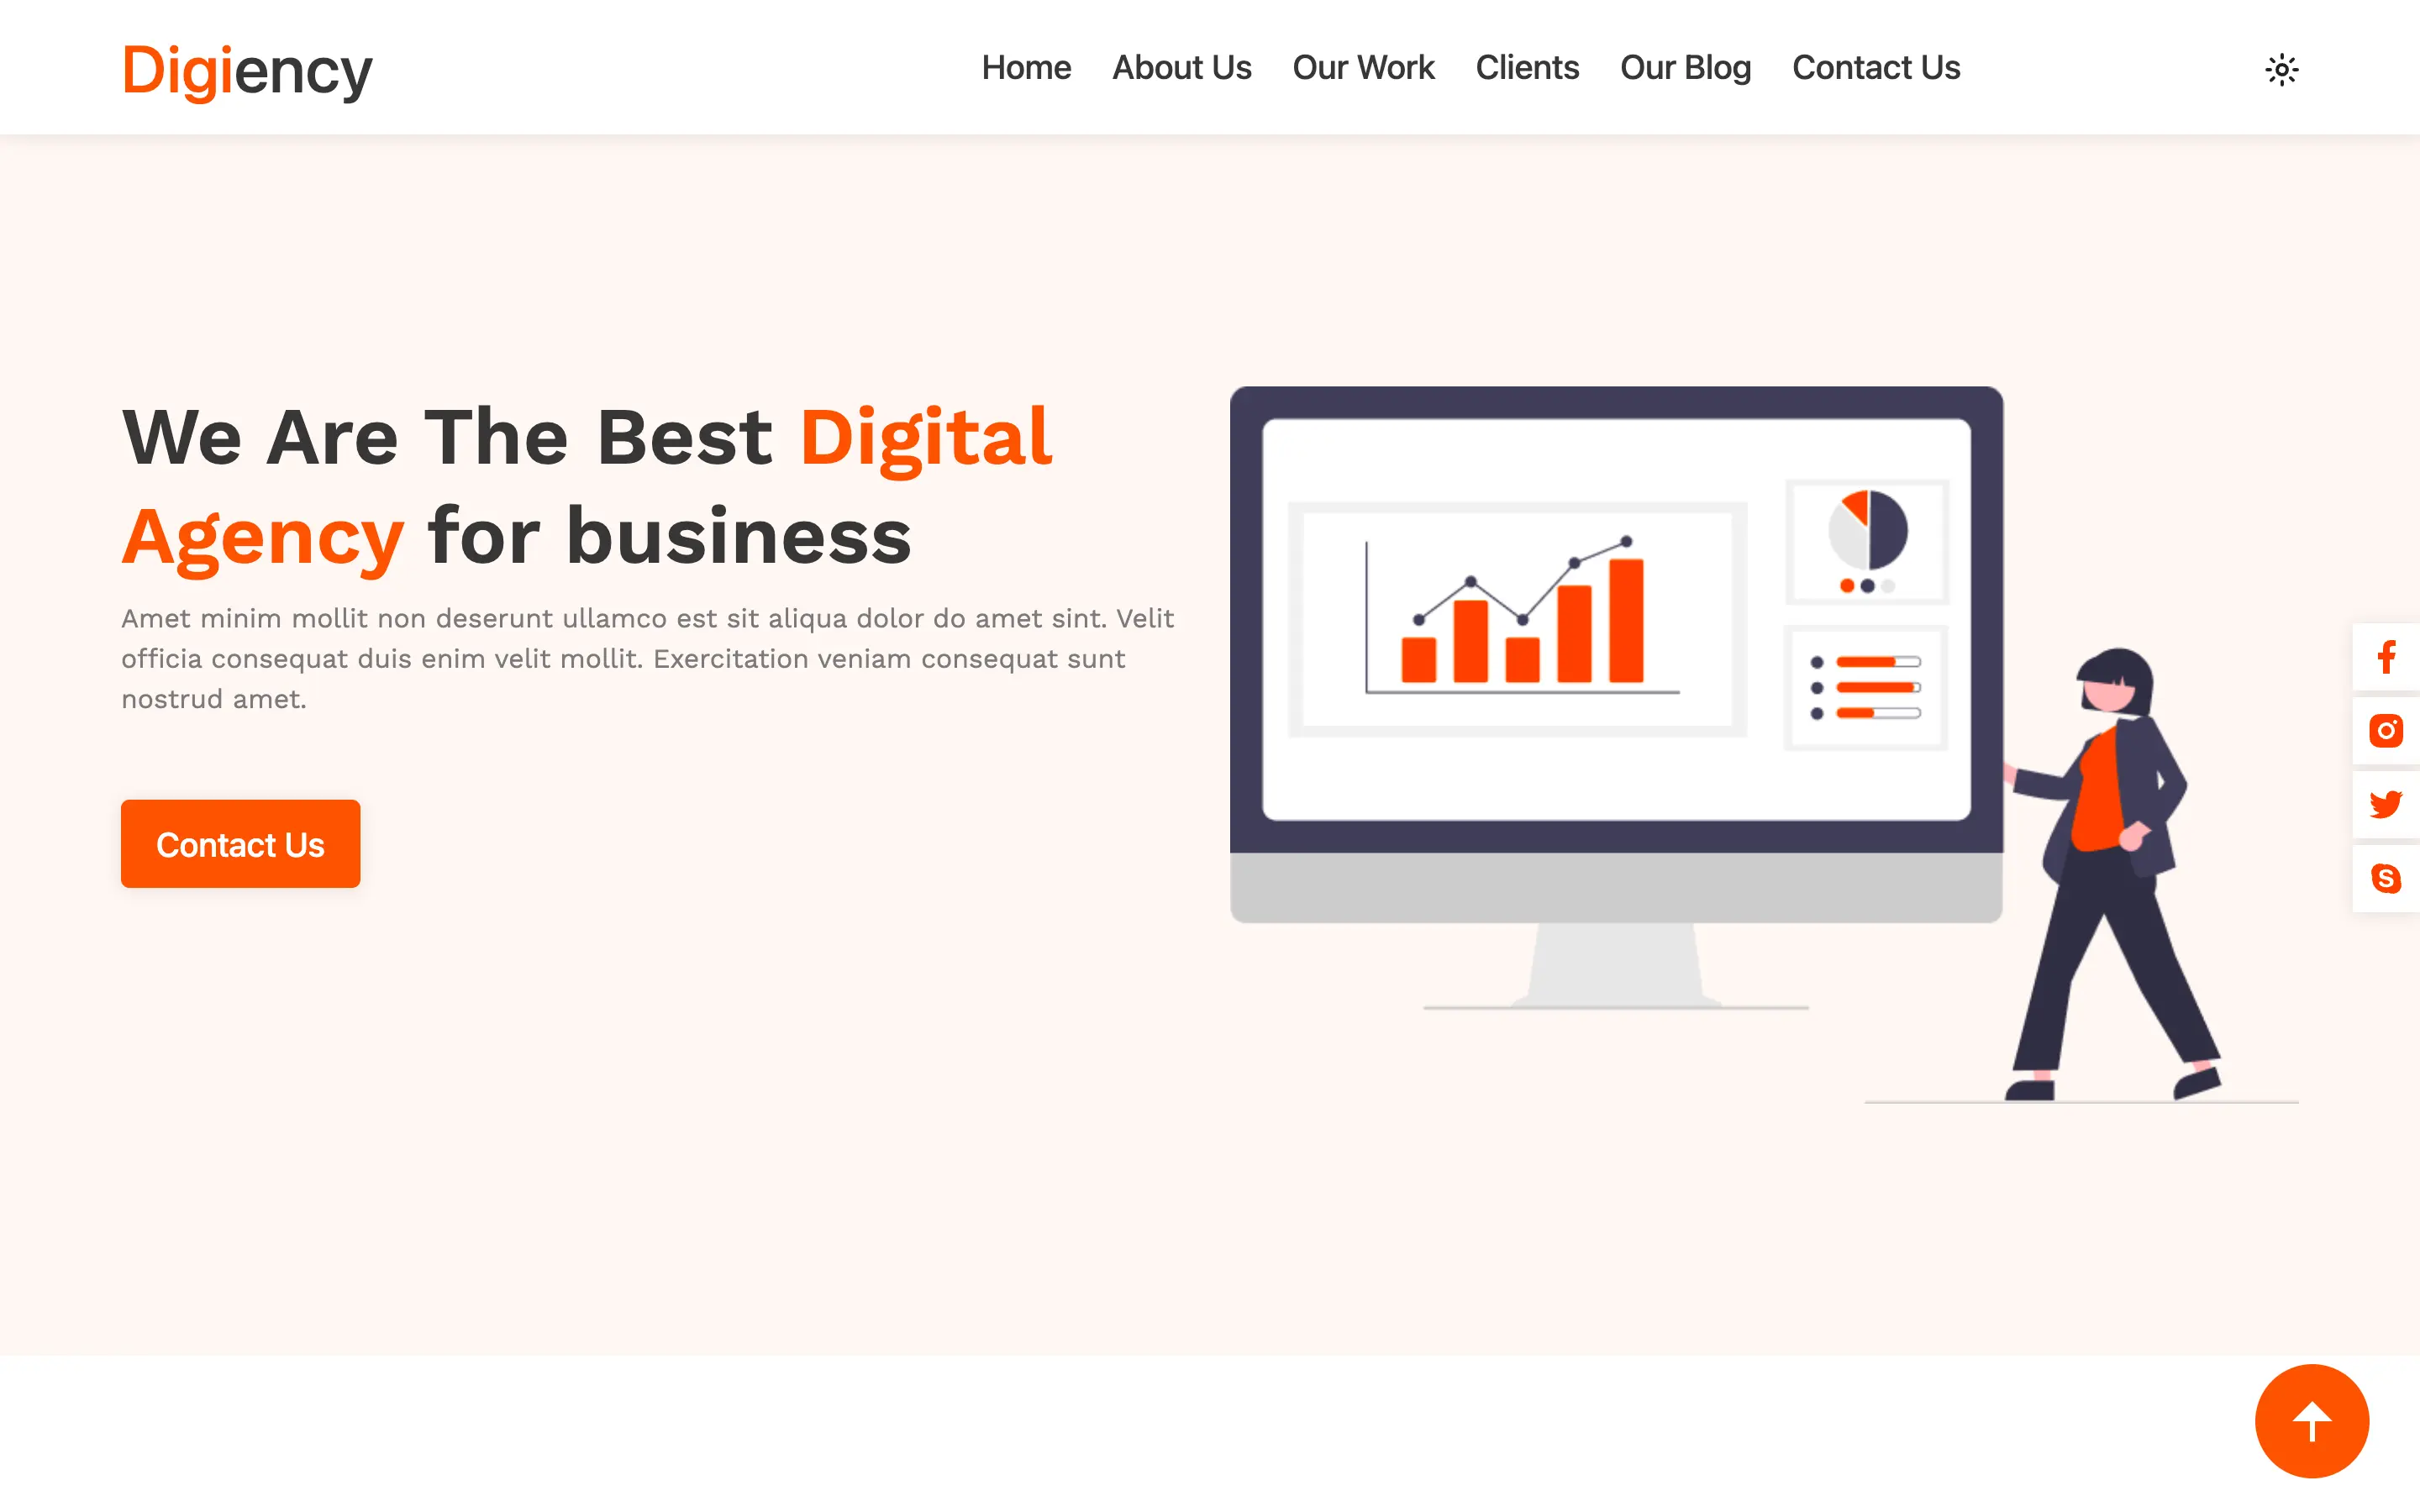 Digiency
Home About Us Our Work Clients Our Blog Contact Us
We Are The Best Digital
Agency for business
Amet minim mollit non deserunt ullamco est sit aliqua dolor do amet sint. Velit
officia consequat duis enim velit mollit. Exercitation veniam consequat sunt
nostrud amet.
Contact Us